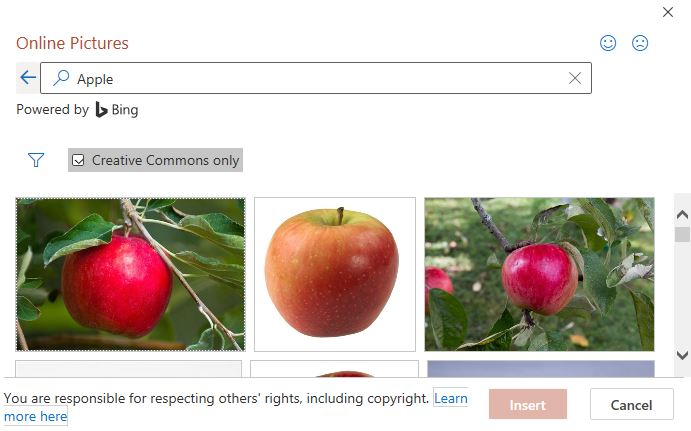 Online Pictures
Apple
Powered by Bing
Creative Commons only
You are responsible for respecting others' rights, including copyright. Learn
more here
Insert
Cancel